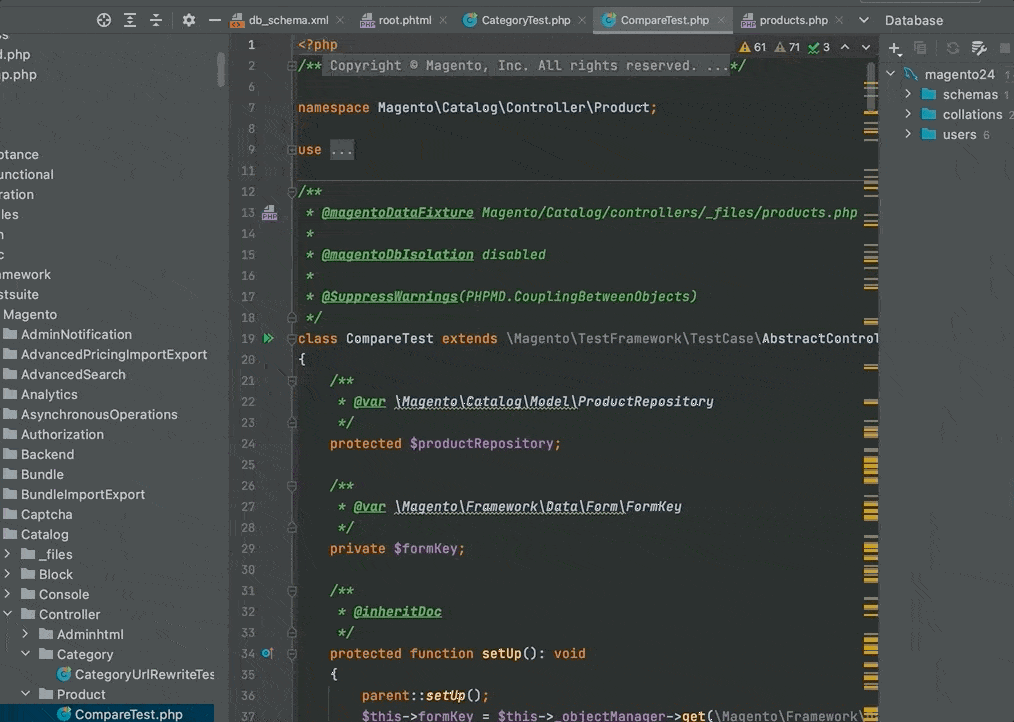 db_schema.xml root.phtml CategoryTest.php CompareTest.php products.php Database
d.php
p.php
ptance
unctional
ration
les
n
c
mework
stsuite
Magento
AdminNotification
AdvancedPricingImportExport
AdvancedSearch
Analytics
AsynchronousOperations
Authorization
Backend
Bundle
BundleImportExport
Captcha
Catalog
_files
Block
Console
Controller
Adminhtml
Category
CategoryUrlRewriteTes
Product
CompareTest.php
61 71 3
1 <?php
2 /** Copyright © Magento, Inc. All rights reserved. ...*/
6
7 namespace Magento\Catalog\Controller\Product;
8
9 use ...
11
12 /**
13 * @magentoDataFixture Magento/Catalog/controllers/_files/products.php
14 *
15 * @magentoDbIsolation disabled
16 *
17 * @SuppressWarnings(PHPMD.CouplingBetweenObjects)
18 */
19 class CompareTest extends \Magento\TestFramework\TestCase\AbstractControl
20 {
21 /**
22 * @var \Magento\Catalog\Model\ProductRepository
23 */
24 protected $productRepository;
25
26 /**
27 * @var \Magento\Framework\Data\Form\FormKey
28 */
29 private $formKey;
30
31 /**
32 * @inheritDoc
33 */
34 protected function setUp(): void
35 {
36 parent::setUp();
37 $this->formKey = $this->_objectManager->get(\Magento\Framework\
magento24 1
schemas 1
collations 2
users 6